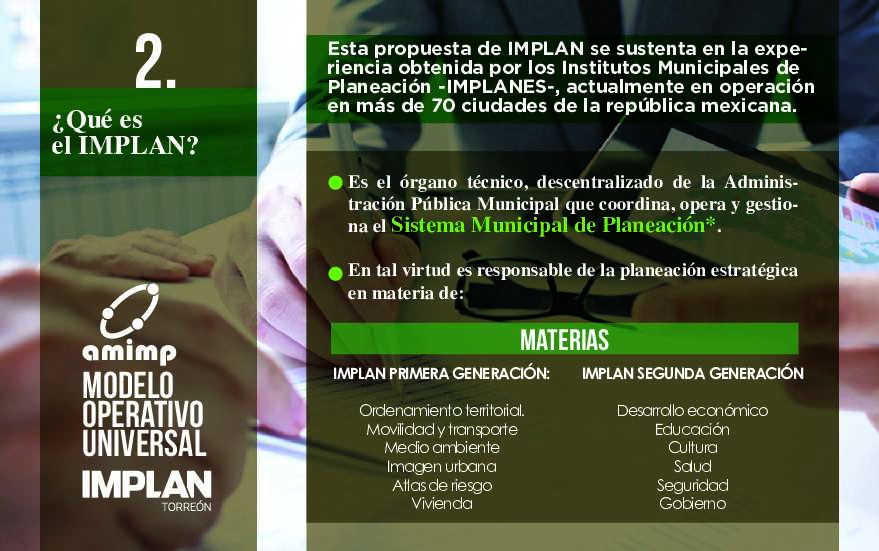 2.
¿Qué es
el IMPLAN?
amimp
MODELO
OPERATIVO
UNIVERSAL
IMPLAN
TORREÓN
Esta propuesta de IMPLAN se sustenta en la expe-
riencia obtenida por los Institutos Municipales de
Planeación -IMPLANES-, actualmente en operación
en más de 70 ciudades de la república mexicana.
Es el órgano técnico, descentralizado de la Adminis-
tración Pública Municipal que coordina, opera y gestio-
na el Sistema Municipal de Planeación*.
En tal virtud es responsable de la planeación estratégica
en materia de:
MATERIAS
IMPLAN PRIMERA GENERACIÓN:
Ordenamiento territorial.
Movilidad y transporte
Medio ambiente
Imagen urbana
Atlas de riesgo
Vivienda
IMPLAN SEGUNDA GENERACIÓN
Desarrollo económico
Educación
Cultura
Salud
Seguridad
Gobierno